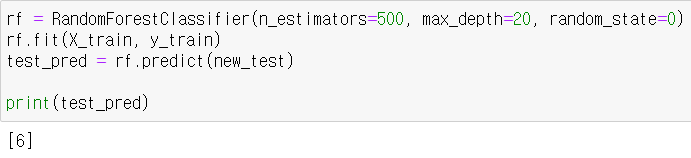 rf = RandomForestClassifier(n_estimators=500, max_depth=20, random_state=0)
rf.fit(X_train, y_train)
test_pred = rf.predict(new_test)
print(test_pred)
[6]